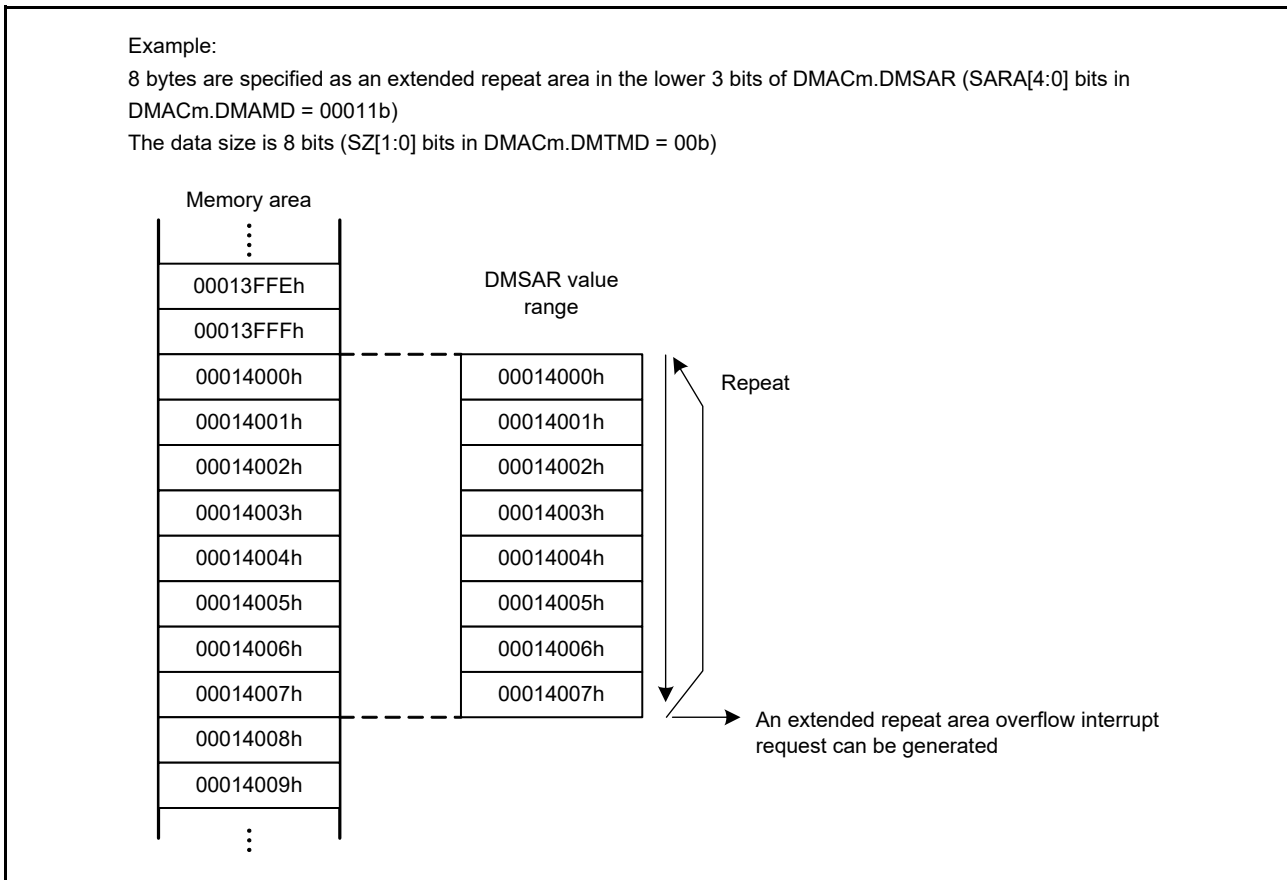 Example:
8 bytes are specified as an extended repeat area in the lower 3 bits of DMACm.DMSAR (SARA[4:0] bits in
DMACm.DMAMD = 00011b)
The data size is 8 bits (SZ[1:0] bits in DMACm.DMTMD = 00b)
Memory area
00013FFEh
00013FFFh
00014000h
00014001h
00014002h
00014003h
00014004h
00014005h
00014006h
00014007h
00014008h
00014009h
DMSAR value
range
00014000h
00014001h
00014002h
00014003h
00014004h
00014005h
00014006h
00014007h
Repeat
An extended repeat area overflow interrupt
request can be generated